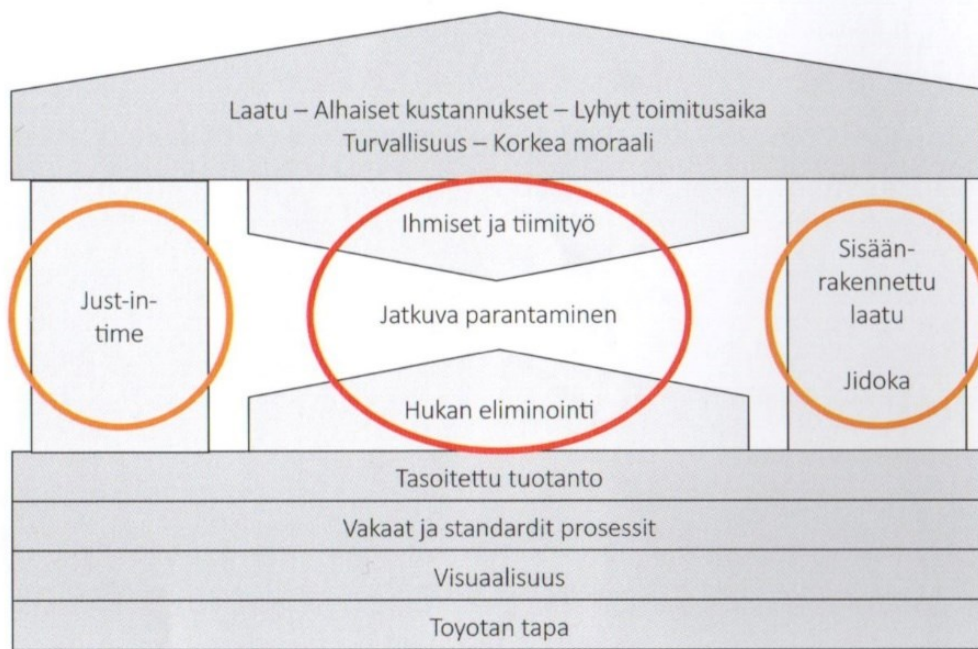 Laatu – Alhaiset kustannukset – Lyhyt toimitusaika
Turvallisuus – Korkea moraali
Just-in-
time
Ihmiset ja tiimityö
Jatkuva parantaminen
Hukan eliminointi
Sisään-
rakennettu
laatu
Jidoka
Tasoitettu tuotanto
Vakaat ja standardit prosessit
Visuaalisuus
Toyotan tapa